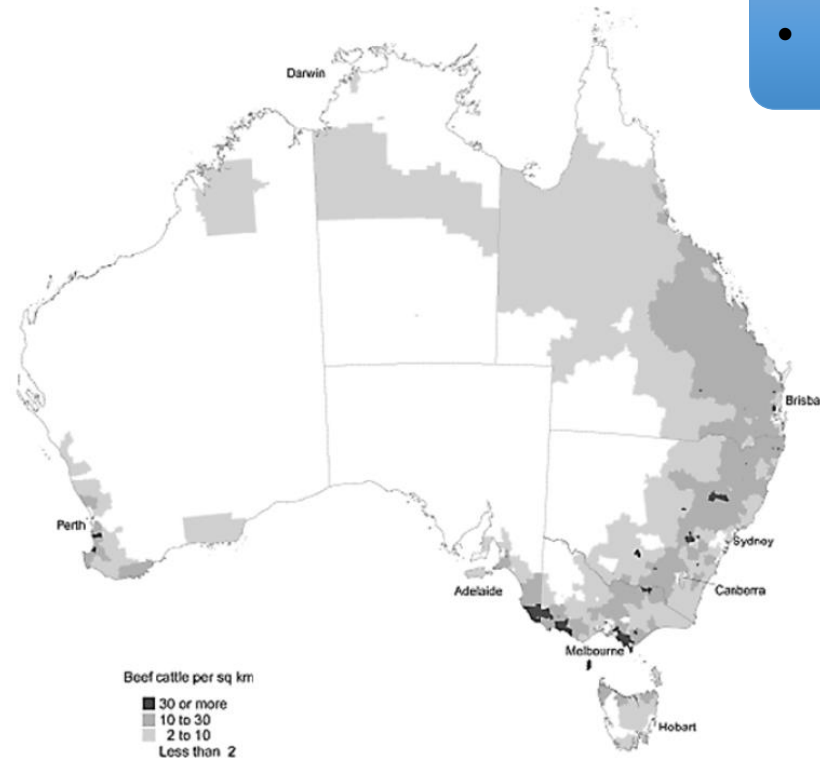 Darwin
Brisba
Perth
Sydney
Adelaide
Canberra
Melbourne
Hobart
Beef cattle per sq km
30 or more
10 to 30
2 to 10
Less than 2